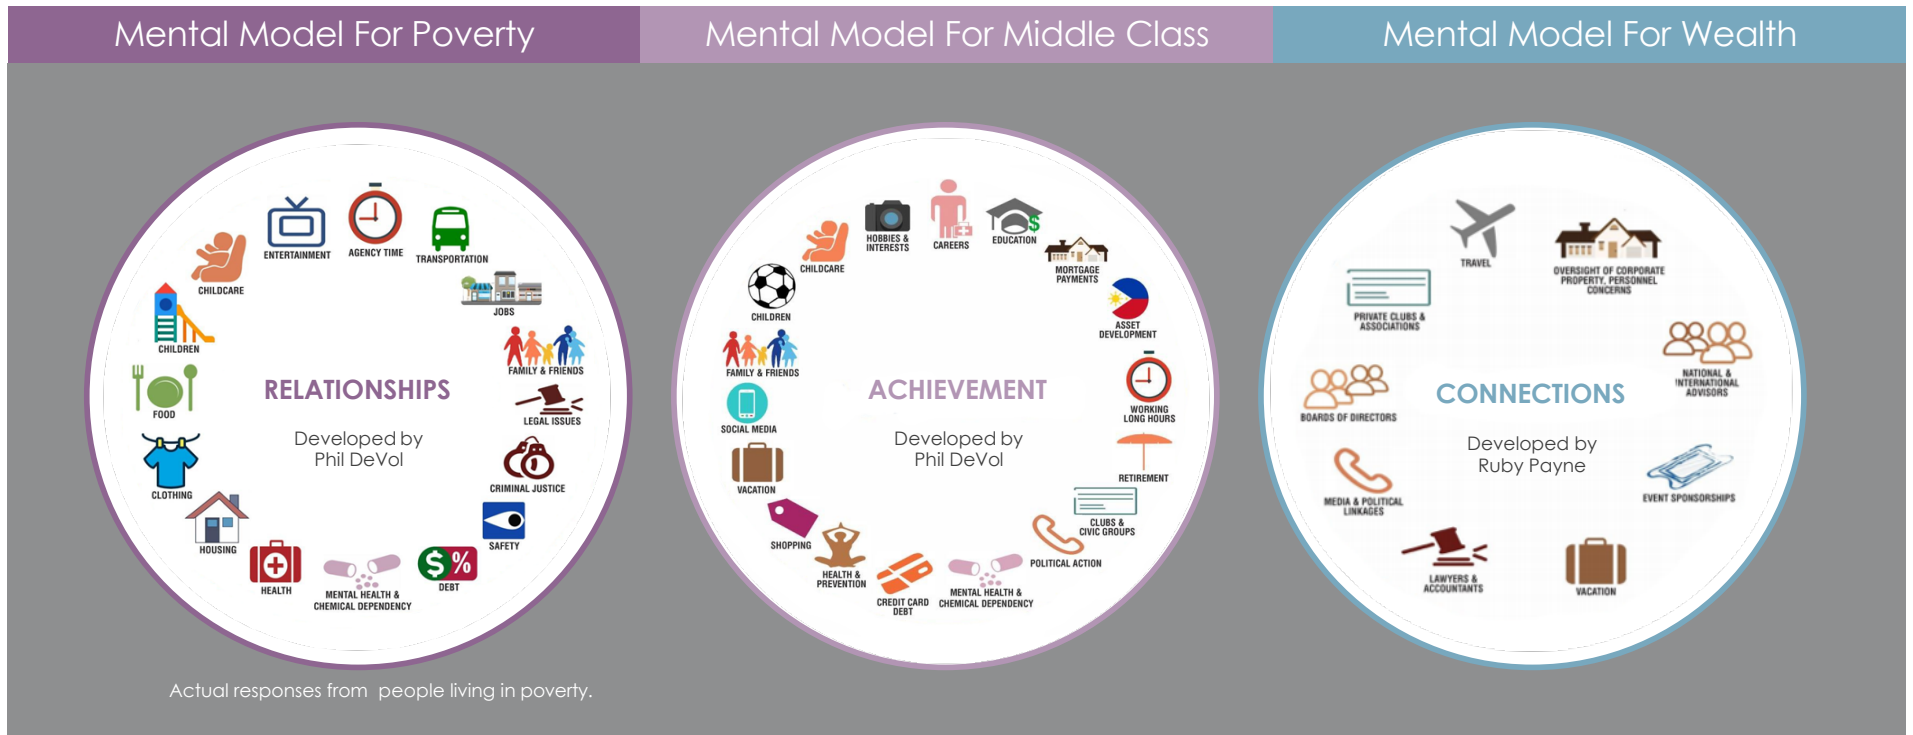 Mental Model For Poverty
Mental Model For Middle Class
Mental Model For Wealth
ENTERTAINMENT
AGENCY TIME
TRANSPORTATION
CHILDCARE
JOBS
CHILDREN
FAMILY & FRIENDS
FOOD
LEGAL ISSUES
CLOTHING
CRIMINAL JUSTICE
HOUSING
SAFETY
HEALTH
MENTAL HEALTH &
CHEMICAL DEPENDENCY
DEBT
RELATIONSHIPS
Developed by
Phil DeVol
Actual responses from people living in poverty.
HOBBIES &
INTERESTS
CAREERS
EDUCATION
CHILDCARE
MORTGAGE
PAYMENTS
CHILDREN
ASSET
DEVELOPMENT
FAMILY & FRIENDS
WORKING
LONG HOURS
SOCIAL MEDIA
RETIREMENT
VACATION
CLUBS &
CIVIC GROUPS
SHOPPING
POLITICAL ACTION
HEALTH &
PREVENTION
CREDIT CARD
DEBT
MENTAL HEALTH &
CHEMICAL DEPENDENCY
ACHIEVEMENT
Developed by
Phil DeVol
TRAVEL
OVERSIGHT OF CORPORATE
PROPERTY, PERSONNEL
CONCERNS
PRIVATE CLUBS &
ASSOCIATIONS
NATIONAL &
INTERNATIONAL
ADVISORS
BOARDS OF DIRECTORS
EVENT SPONSORSHIPS
MEDIA & POLITICAL
LINKAGES
LAWYERS &
ACCOUNTANTS
VACATION
CONNECTIONS
Developed by
Ruby Payne